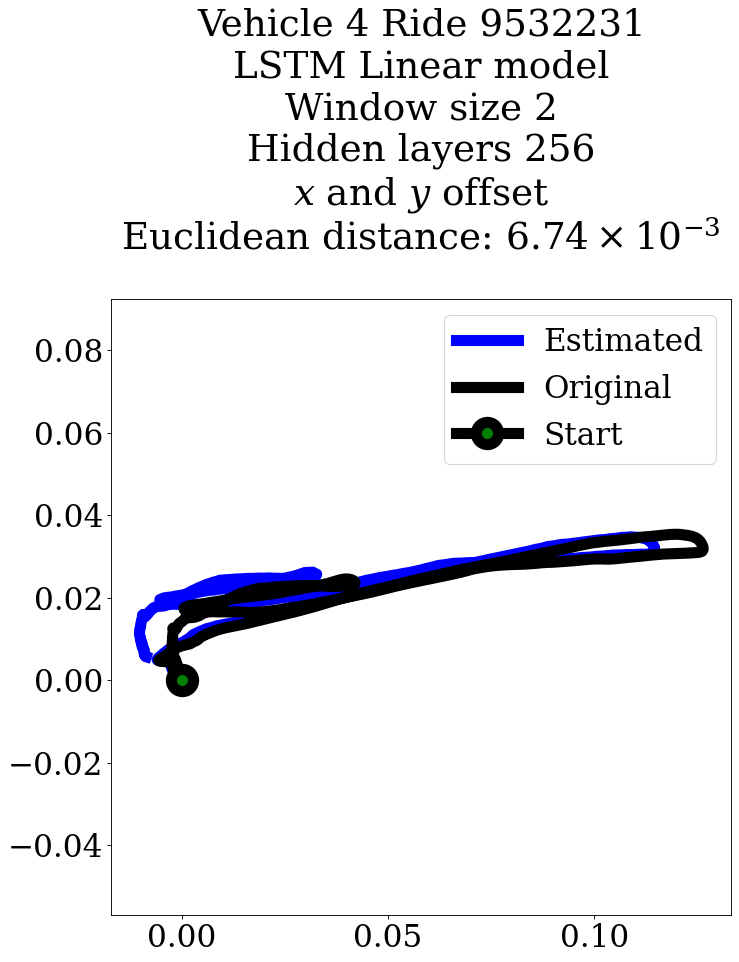 Vehicle 4 Ride 9532231
LSTM Linear model
Window size 2
Hidden layers 256
x and y offset
Euclidean distance: 6.74 × 10⁻³
Estimated
Original
Start
0.08
0.06
0.04
0.02
0.00
−0.02
−0.04
0.00 0.05 0.10